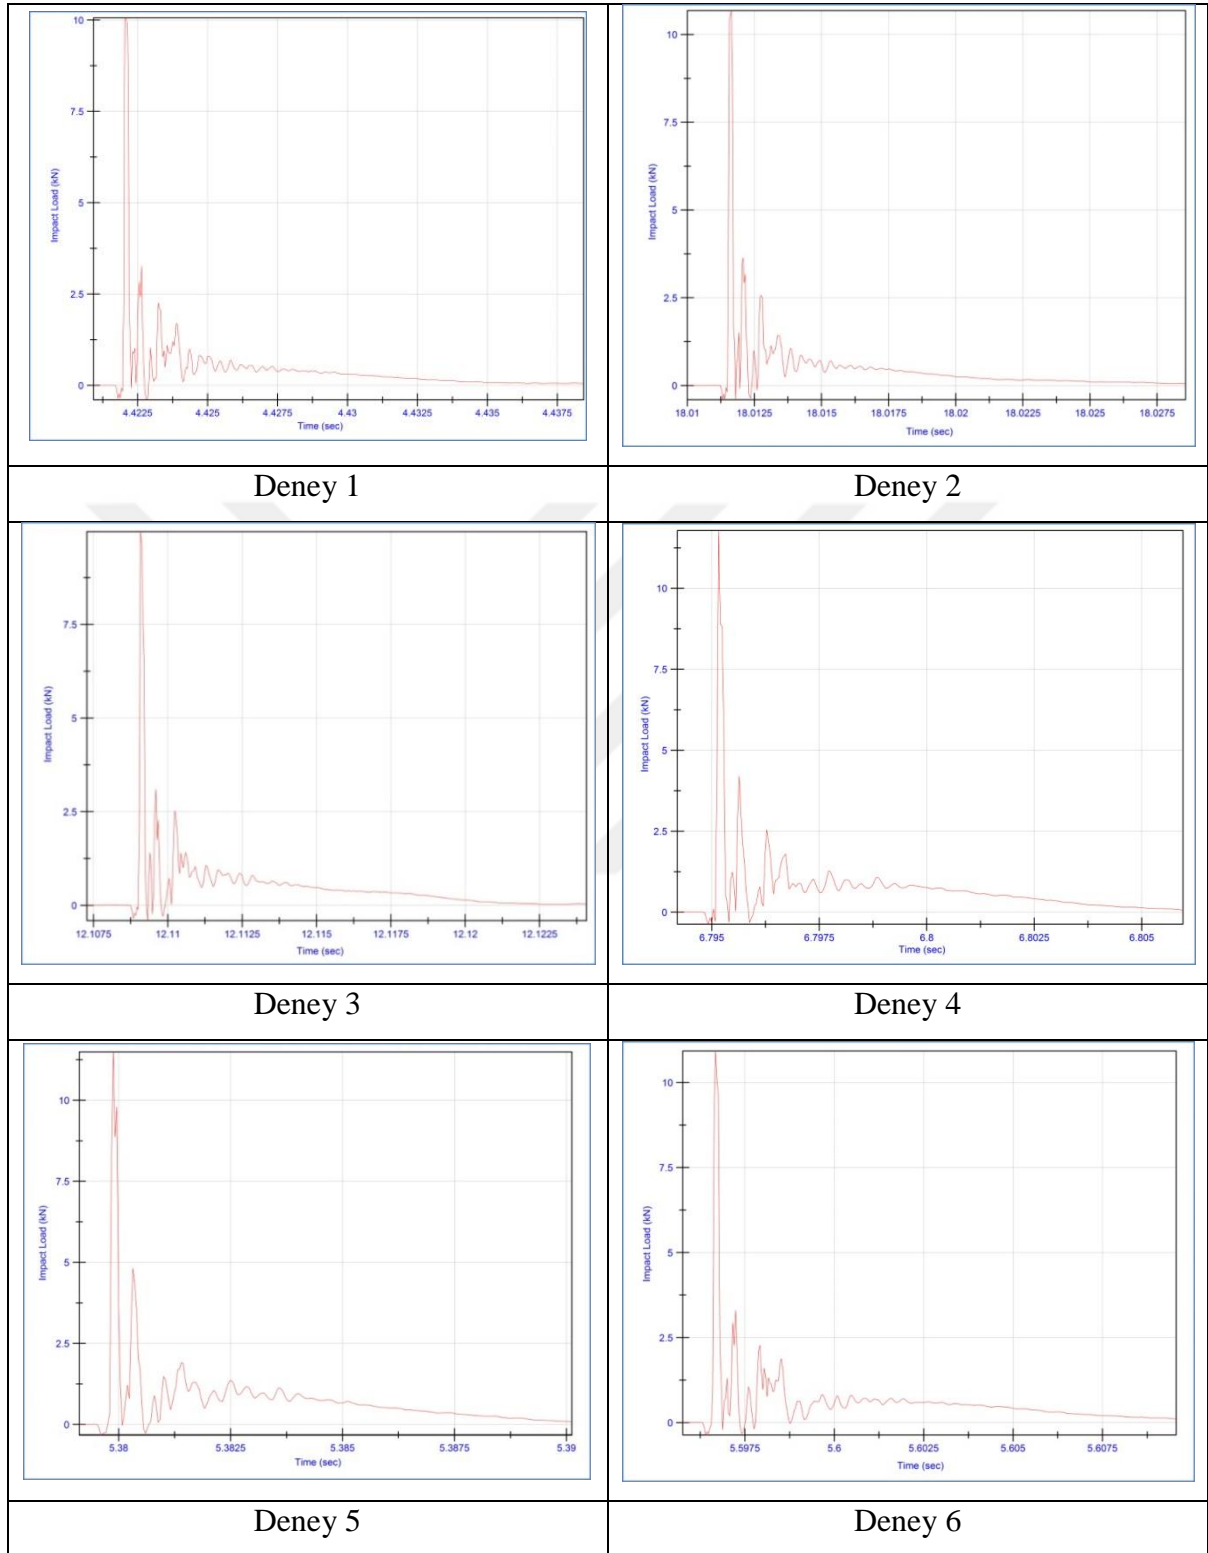 10
7.5
5
2.5
0
Impact Load (kN)
4.4225 4.425 4.4275 4.43 4.4325 4.435 4.4375
Time (sec)
10
7.5
5
2.5
0
Impact Load (kN)
18.01 18.0125 18.015 18.0175 18.02 18.0225 18.025 18.0275
Time (sec)
Deney 1
Deney 2
7.5
5
2.5
0
Impact Load (kN)
12.1075 12.11 12.1125 12.115 12.1175 12.12 12.1225
Time (sec)
10
7.5
5
2.5
0
Impact Load (kN)
6.795 6.7975 6.8 6.8025 6.805
Time (sec)
Deney 3
Deney 4
10
7.5
5
2.5
0
Impact Load (kN)
5.38 5.3825 5.385 5.3875 5.39
Time (sec)
10
7.5
5
2.5
0
Impact Load (kN)
5.5975 5.6 5.6025 5.605 5.6075
Time (sec)
Deney 5
Deney 6